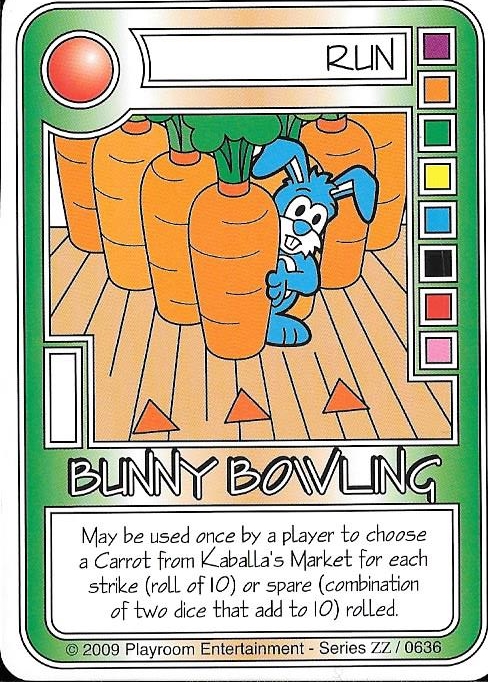 RUN
BUNNY BOWLING
May be used once by a player to choose
a Carrot from Kaballa's Market for each
strike (roll of 10) or spare (combination
of two dice that add to 10) rolled.
© 2009 Playroom Entertainment - Series ZZ / 0636